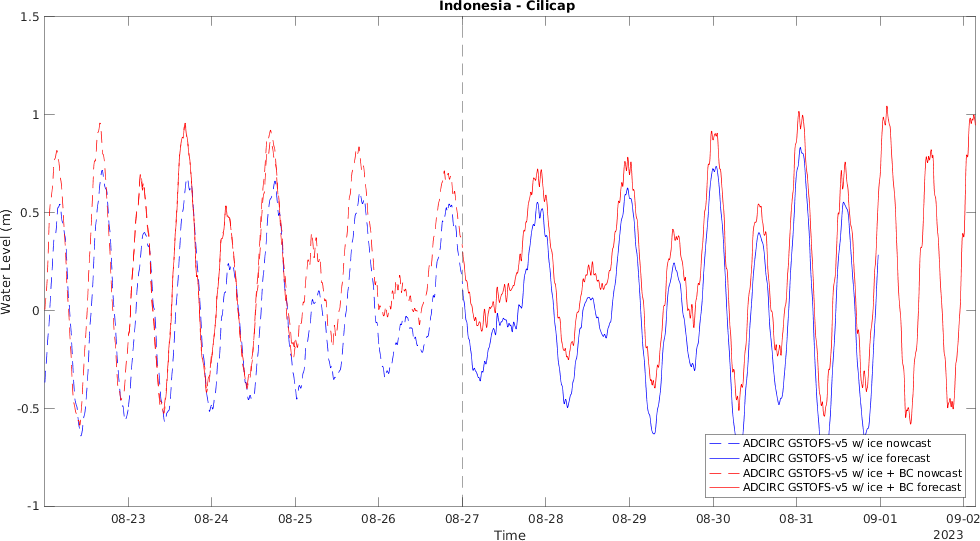 Indonesia - Cilicap
1.5
1
0.5
0
-0.5
-1
Water Level (m)
ADCIRC GSTOFS-v5 w/ ice nowcast
ADCIRC GSTOFS-v5 w/ ice forecast
ADCIRC GSTOFS-v5 w/ ice + BC nowcast
ADCIRC GSTOFS-v5 w/ ice + BC forecast
08-23 08-24 08-25 08-26 08-27 08-28 08-29 08-30 08-31 09-01 09-02
Time
2023